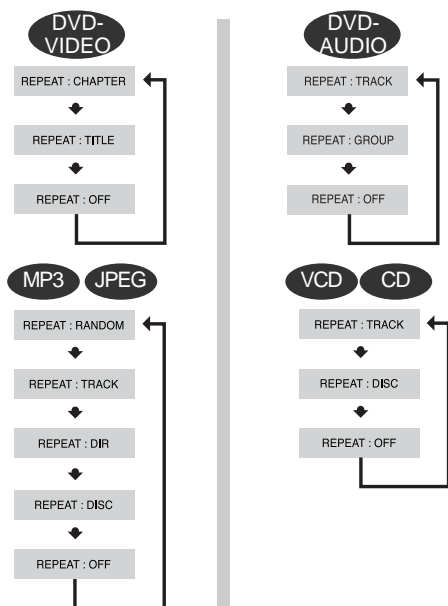 DVD-
VIDEO
REPEAT : CHAPTER
REPEAT : TITLE
REPEAT : OFF
DVD-
AUDIO
REPEAT : TRACK
REPEAT : GROUP
REPEAT : OFF
MP3 JPEG
REPEAT : RANDOM
REPEAT : TRACK
REPEAT : DIR
REPEAT : DISC
REPEAT : OFF
VCD CD
REPEAT : TRACK
REPEAT : DISC
REPEAT : OFF